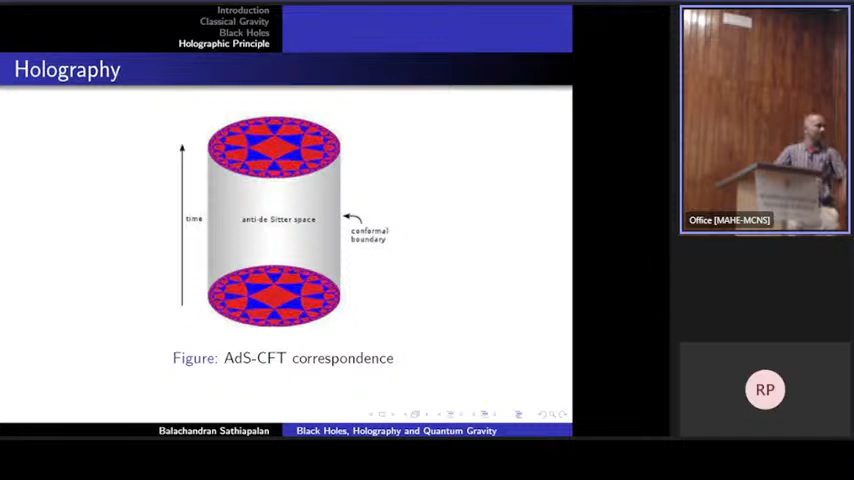 Introduction
Classical Gravity
Black Holes
Holographic Principle
Holography
time
anti-de Sitter space
conformal
boundary
Figure: AdS-CFT correspondence
Balachandran Sathiapalan
Black Holes, Holography and Quantum Gravity
Office [MAHE-MCNS]
RP